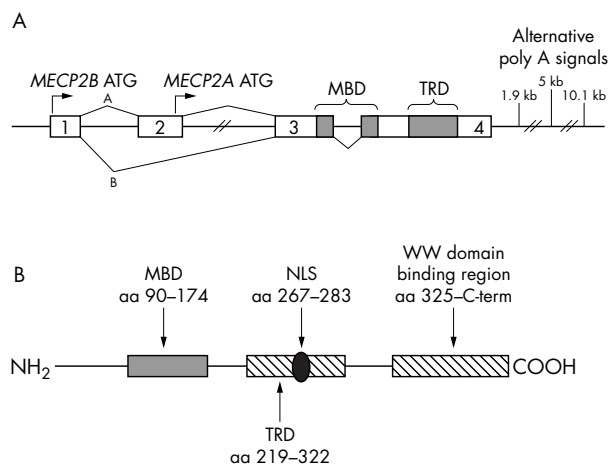 A
MECP2B ATG
A
MECP2A ATG
MBD
TRD
Alternative
poly A signals
1.9 kb
5 kb
10.1 kb
1
2
3
4
B
B
MBD
aa 90–174
NLS
aa 267–283
WW domain
binding region
aa 325–C-term
NH2
COOH
TRD
aa 219–322